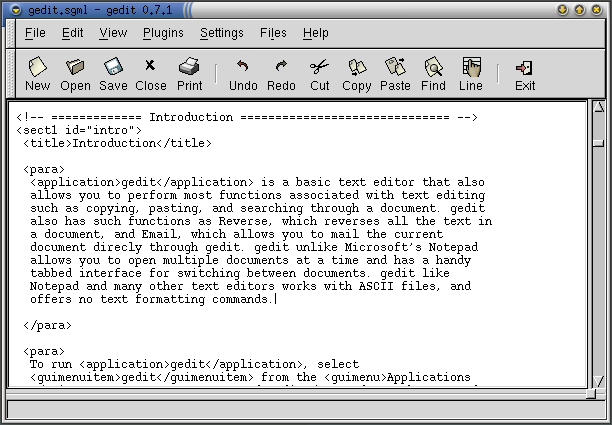 gedit.sgml - gedit 0.7.1
File Edit View Plugins Settings Files Help
New Open Save Close Print Undo Redo Cut Copy Paste Find Line Exit
<!-- ============= Introduction ============================== -->
<sect1 id="intro">
<title>Introduction</title>
<para>
<application>gedit</application> is a basic text editor that also
allows you to perform most functions associated with text editing
such as copying, pasting, and searching through a document. gedit
also has such functions as Reverse, which reverses all the text in
a document, and Email, which allows you to mail the current
document direcly through gedit. gedit unlike Microsoft's Notepad
allows you to open multiple documents at a time and has a handy
tabbed interface for switching between documents. gedit like
Notepad and many other text editors works with ASCII files, and
offers no text formatting commands.
</para>
<para>
To run <application>gedit</application>, select
<guimenuitem>gedit</guimenuitem> from the <guimenu>Applications